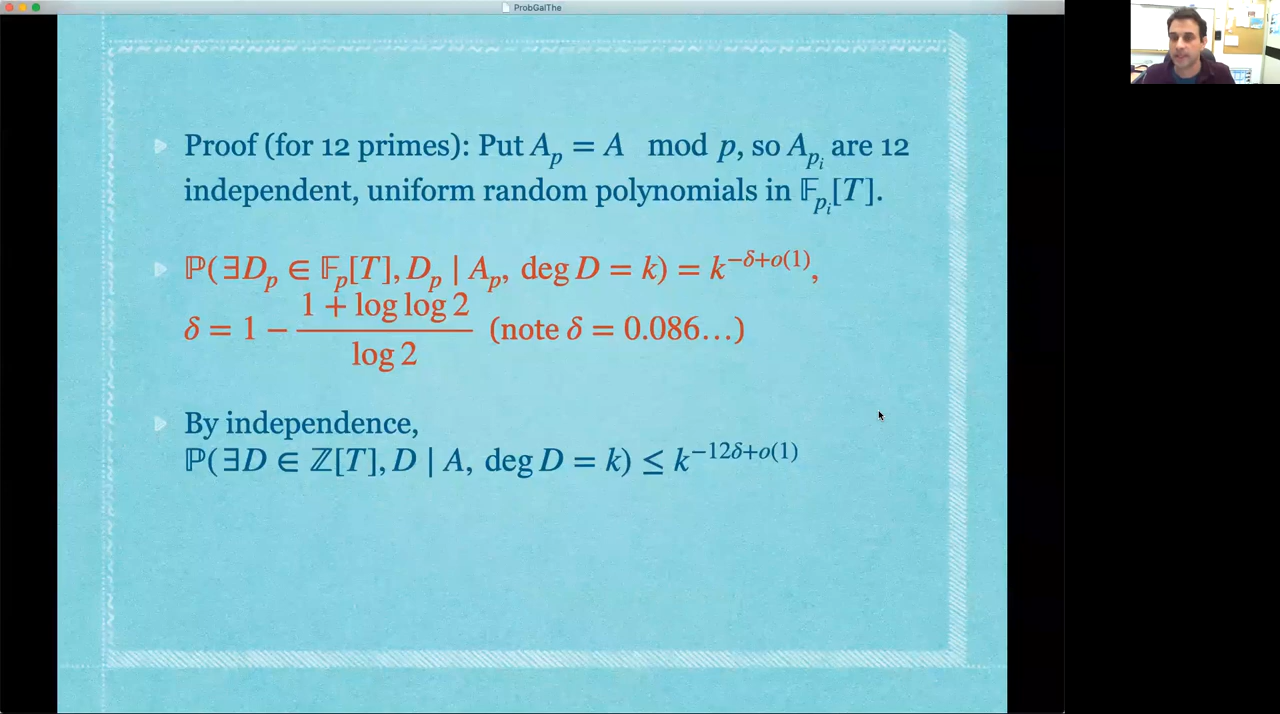 ProbGalThe
Proof (for 12 primes): Put A_p = A mod p, so A_{p_i} are 12
independent, uniform random polynomials in 𝔽_{p_i}[T].
ℙ(∃D_p ∈ 𝔽_p[T], D_p | A_p, deg D = k) = k^{−δ+o(1)},
δ = 1 − \frac{1 + log log 2}{log 2} (note δ = 0.086…)
By independence,
ℙ(∃D ∈ ℤ[T], D | A, deg D = k) ≤ k^{−12δ+o(1)}